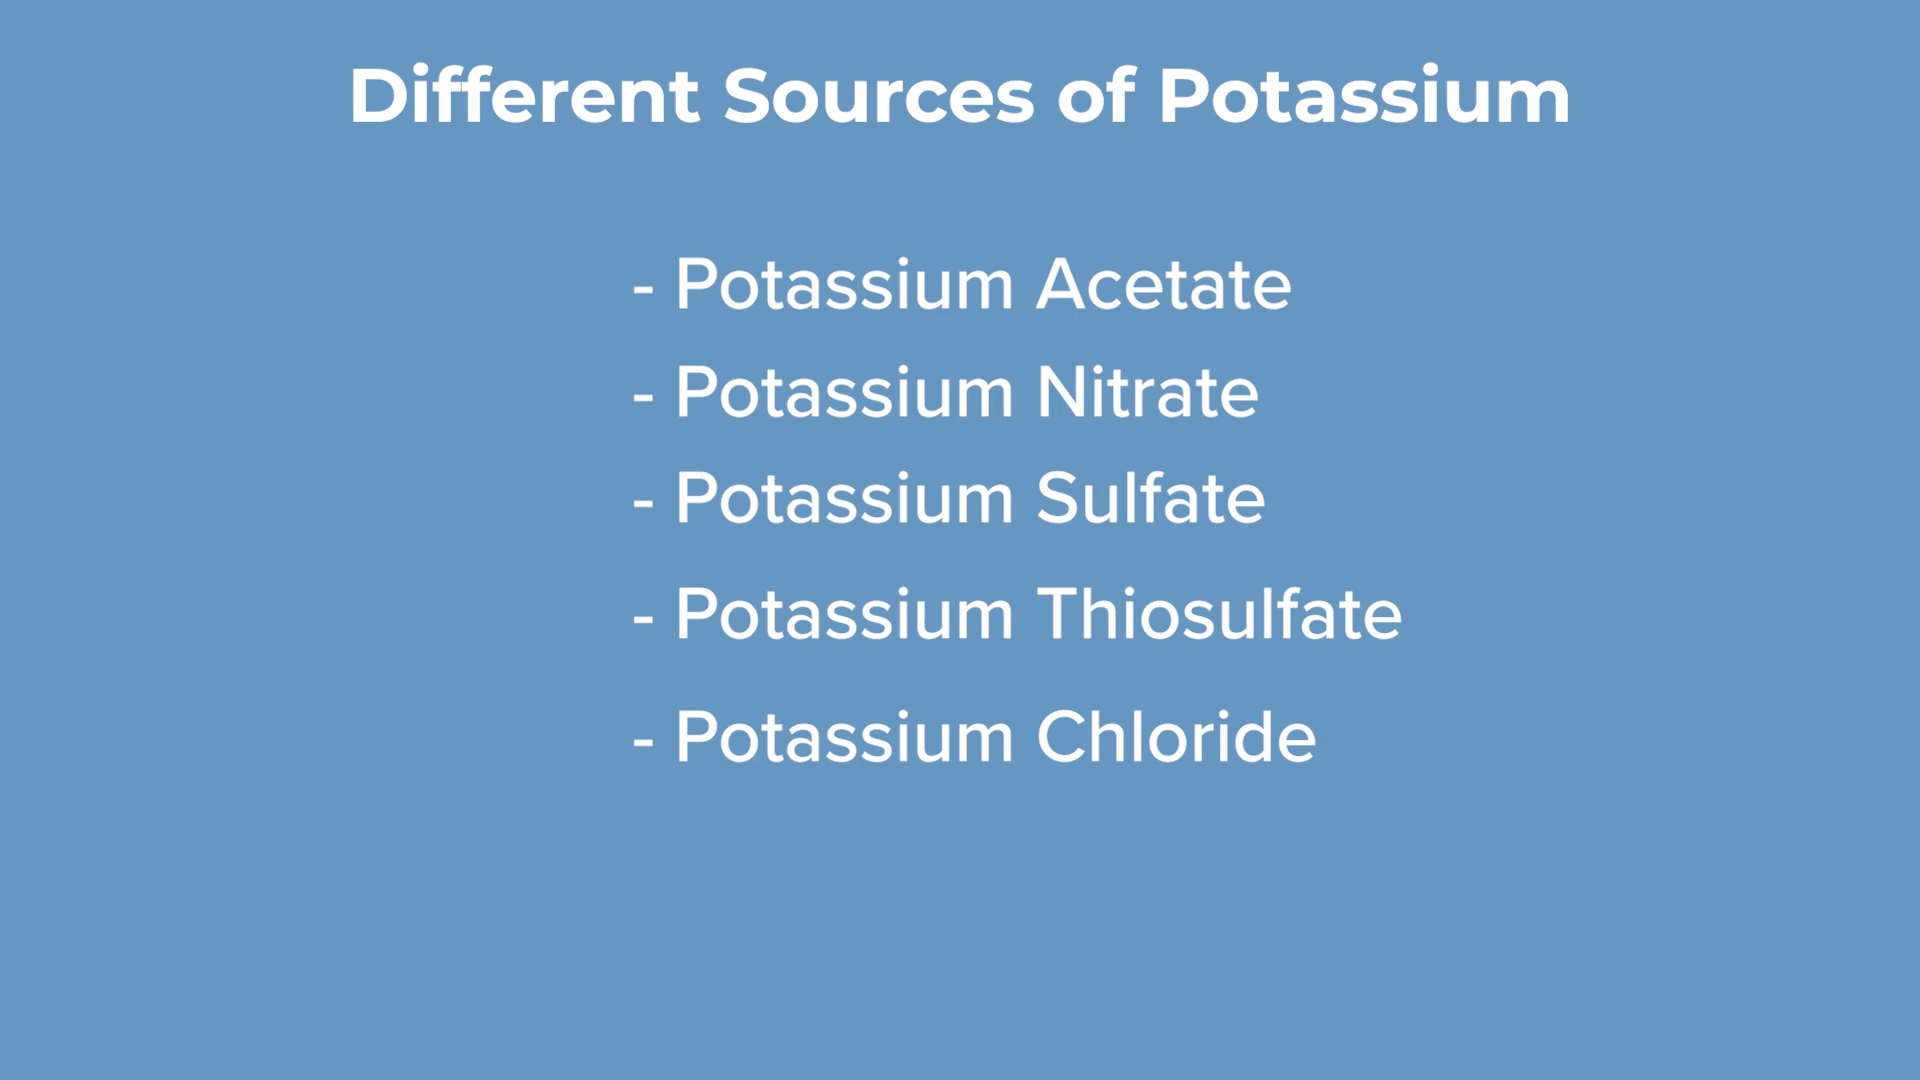 Different Sources of Potassium
- Potassium Acetate
- Potassium Nitrate
- Potassium Sulfate
- Potassium Thiosulfate
- Potassium Chloride